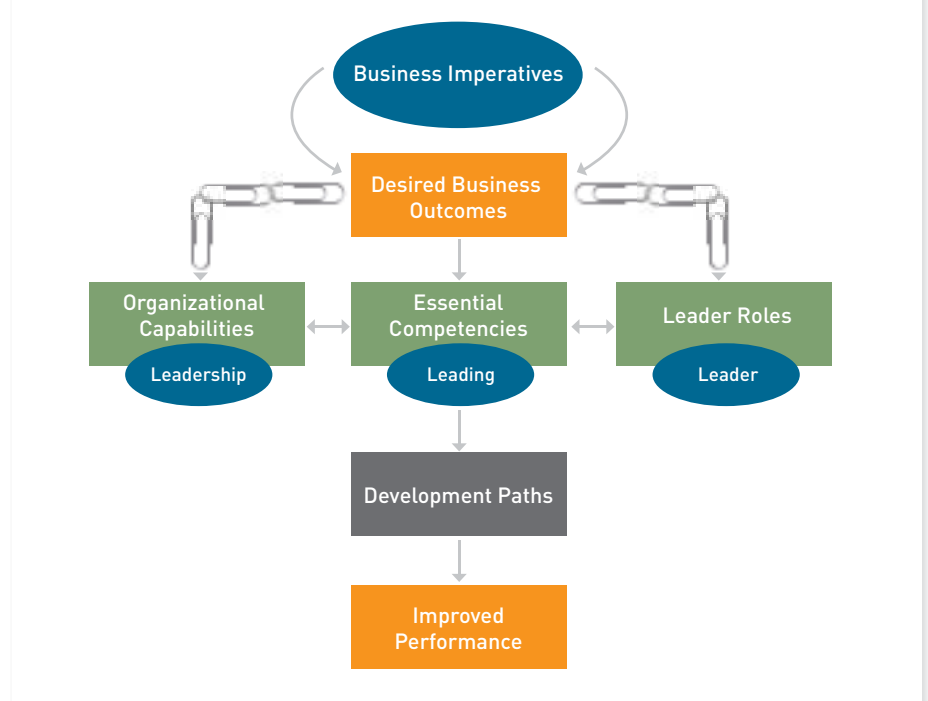 Business Imperatives
Desired Business
Outcomes
Organizational
Capabilities
Essential
Competencies
Leader Roles
Leadership
Leading
Leader
Development Paths
Improved
Performance